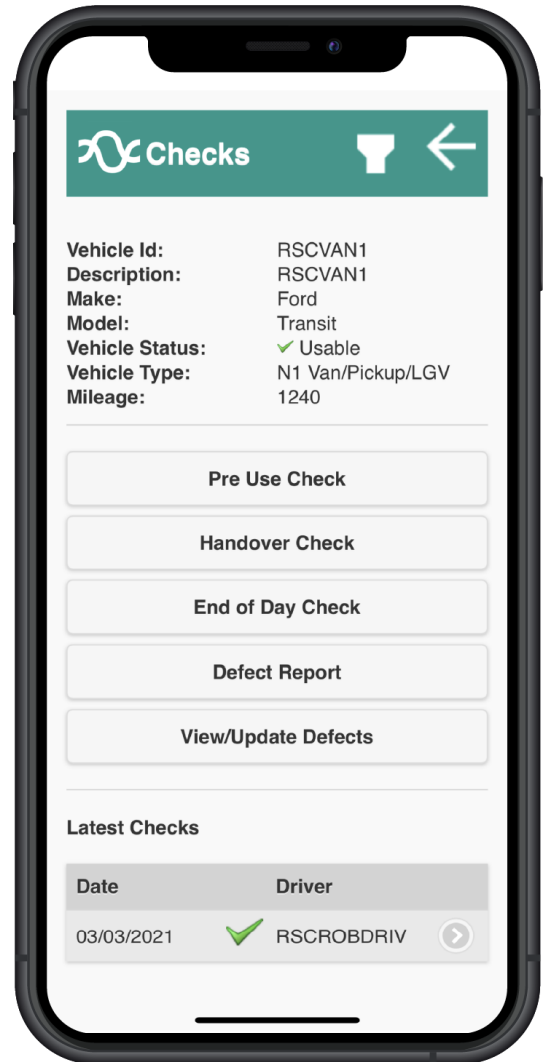 Checks
Vehicle Id: RSCVAN1
Description: RSCVAN1
Make: Ford
Model: Transit
Vehicle Status: Usable
Vehicle Type: N1 Van/Pickup/LGV
Mileage: 1240
Pre Use Check
Handover Check
End of Day Check
Defect Report
View/Update Defects
Latest Checks
Date Driver
03/03/2021 RSCROBDRIV